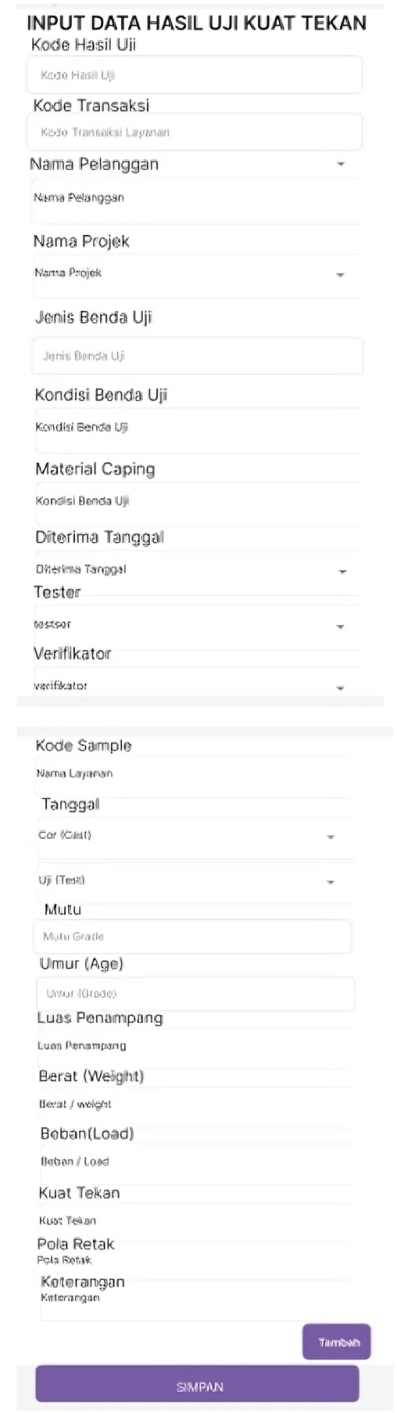 INPUT DATA HASIL UJI KUAT TEKAN
Kode Hasil Uji
Kode Hasil Uji
Kode Transaksi
Kode Transaksi Layanan
Nama Pelanggan
Nama Pelanggan
Nama Projek
Nama Projek
Jenis Benda Uji
Jenis Benda Uji
Kondisi Benda Uji
Kondisi Benda Uji
Material Caping
Kondisi Benda Uji
Diterima Tanggal
Diterima Tanggal
Tester
testser
Verifikator
verifikator
Kode Sample
Nama Layanan
Tanggal
Cor (Cast)
Uji (Test)
Mutu
Mutu Grade
Umur (Age)
Umur (Grade)
Luas Penampang
Luas Penampang
Berat (Weight)
Berat / weight
Beban(Load)
Beban / Load
Kuat Tekan
Kuat Tekan
Pola Retak
Pola Retak
Keterangan
Keterangan
Tambah
SIMPAN